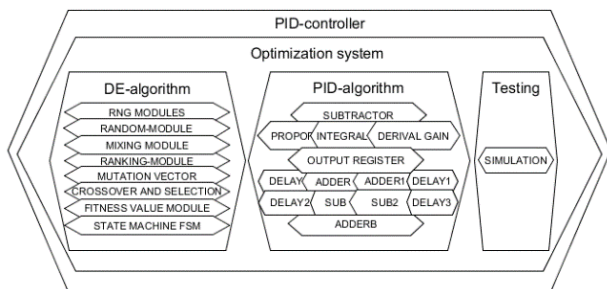 PID-controller
Optimization system
DE-algorithm
RNG MODULES
RANDOM-MODULE
MIXING MODULE
RANKING-MODULE
MUTATION VECTOR
CROSSOVER AND SELECTION
FITNESS VALUE MODULE
STATE MACHINE FSM
PID-algorithm
SUBTRACTOR
PROPOR INTEGRAL DERIVAL GAIN
OUTPUT REGISTER
DELAY ADDER ADDER1 DELAY1
DELAY2 SUB SUB2 DELAY3
ADDERB
Testing
SIMULATION